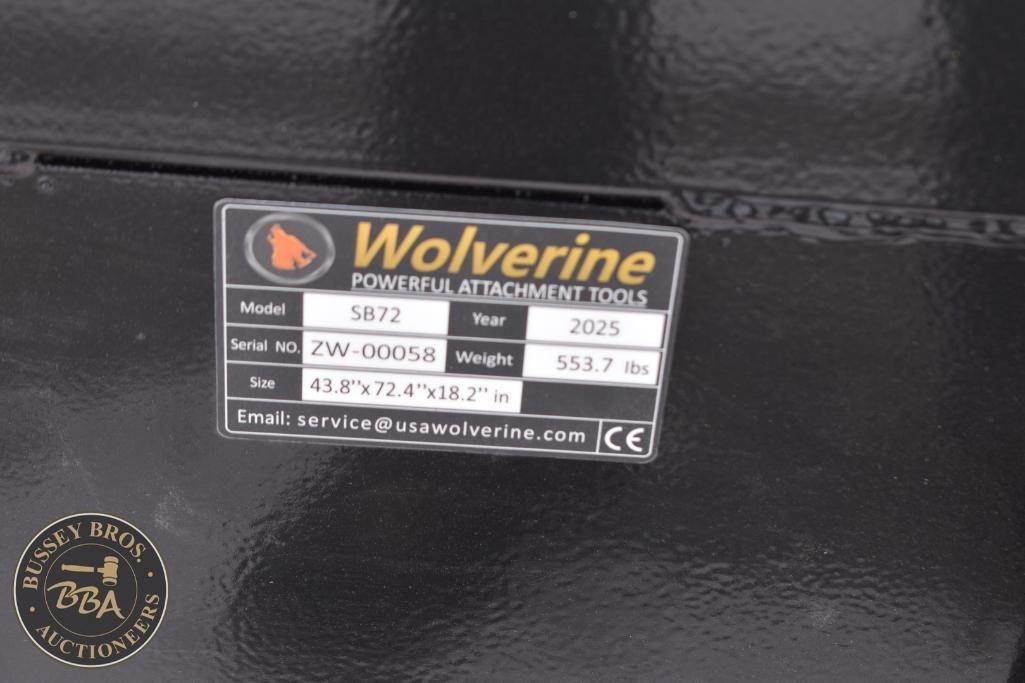 Wolverine
POWERFUL ATTACHMENT TOOLS
Model SB72 Year 2025
Serial NO. ZW-00058 Weight 553.7 lbs
Size 43.8''x72.4''x18.2'' in
Email: service@usawolverine.com CE
BUSSEY BROS.
BBA
AUCTIONEERS